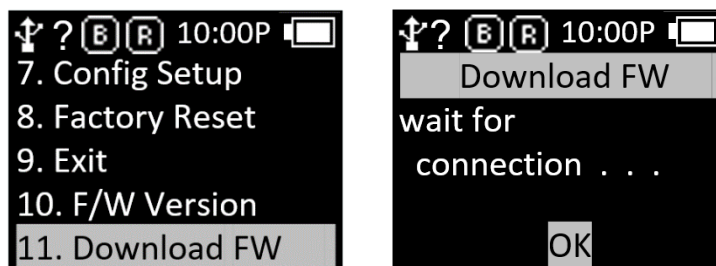 ? B R 10:00P
7. Config Setup
8. Factory Reset
9. Exit
10. F/W Version
11. Download FW
? B R 10:00P
Download FW
wait for
connection . . .
OK